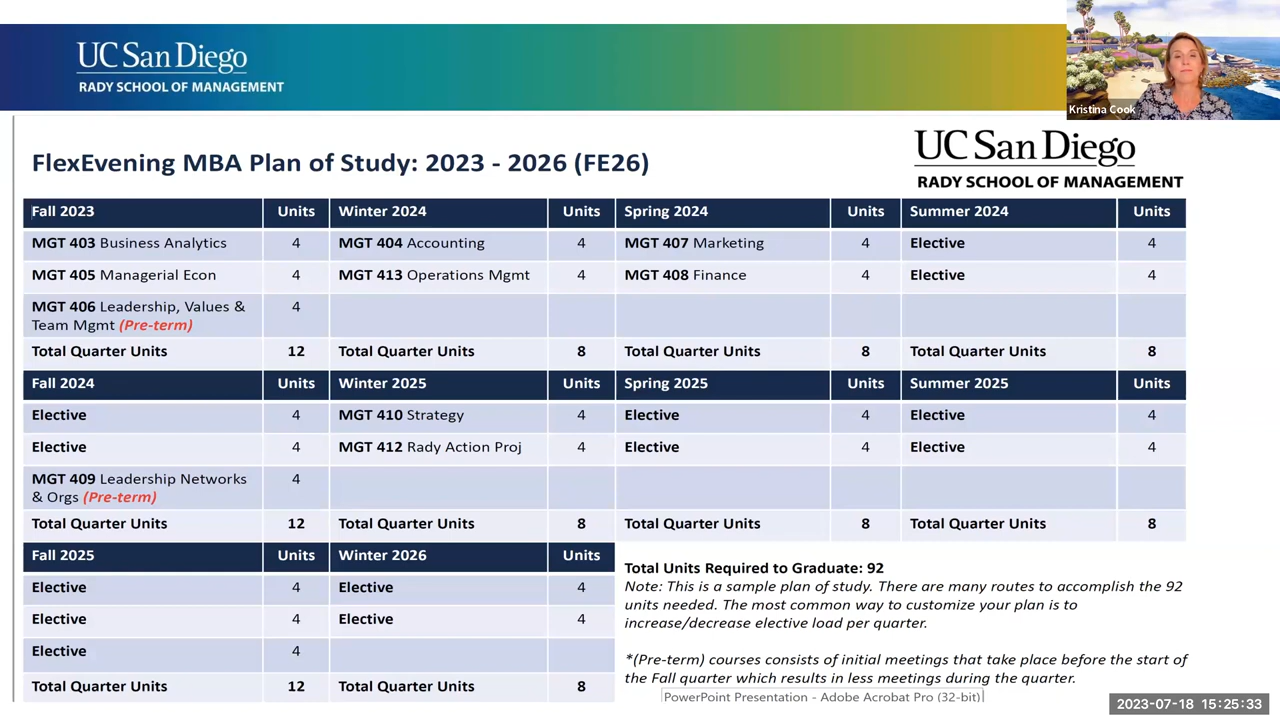 UC San Diego
RADY SCHOOL OF MANAGEMENT
Kristina Cook
UC San Diego
RADY SCHOOL OF MANAGEMENT
FlexEvening MBA Plan of Study: 2023 - 2026 (FE26)
Fall 2023 Units Winter 2024 Units Spring 2024 Units Summer 2024 Units
MGT 403 Business Analytics 4 MGT 404 Accounting 4 MGT 407 Marketing 4 Elective 4
MGT 405 Managerial Econ 4 MGT 413 Operations Mgmt 4 MGT 408 Finance 4 Elective 4
MGT 406 Leadership, Values & 4
Team Mgmt (Pre-term)
Total Quarter Units 12 Total Quarter Units 8 Total Quarter Units 8 Total Quarter Units 8
Fall 2024 Units Winter 2025 Units Spring 2025 Units Summer 2025 Units
Elective 4 MGT 410 Strategy 4 Elective 4 Elective 4
Elective 4 MGT 412 Rady Action Proj 4 Elective 4 Elective 4
MGT 409 Leadership Networks 4
& Orgs (Pre-term)
Total Quarter Units 12 Total Quarter Units 8 Total Quarter Units 8 Total Quarter Units 8
Fall 2025 Units Winter 2026 Units
Elective 4 Elective 4
Elective 4 Elective 4
Elective 4
Total Quarter Units 12 Total Quarter Units 8
Total Units Required to Graduate: 92
Note: This is a sample plan of study. There are many routes to accomplish the 92
units needed. The most common way to customize your plan is to
increase/decrease elective load per quarter.
*(Pre-term) courses consists of initial meetings that take place before the start of
the Fall quarter which results in less meetings during the quarter.
PowerPoint Presentation - Adobe Acrobat Pro (32-bit)
2023-07-18 15:25:33